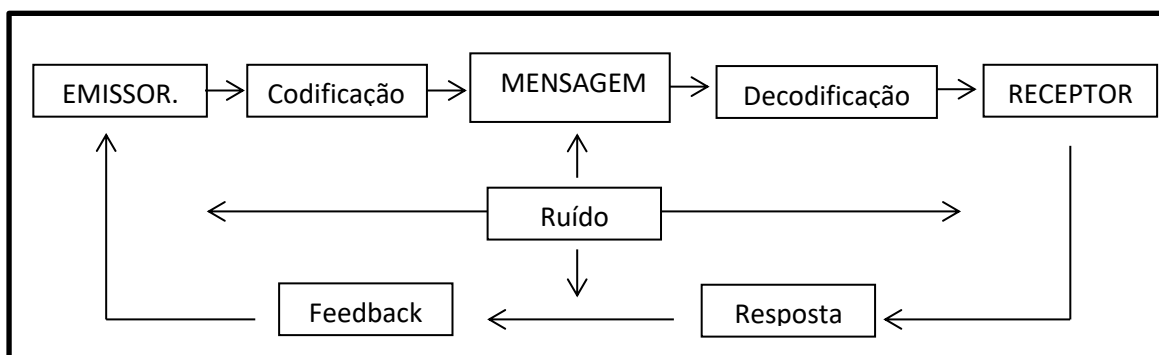 EMISSOR.
Codificação
MENSAGEM
Decodificação
RECEPTOR
Ruído
Feedback
Resposta